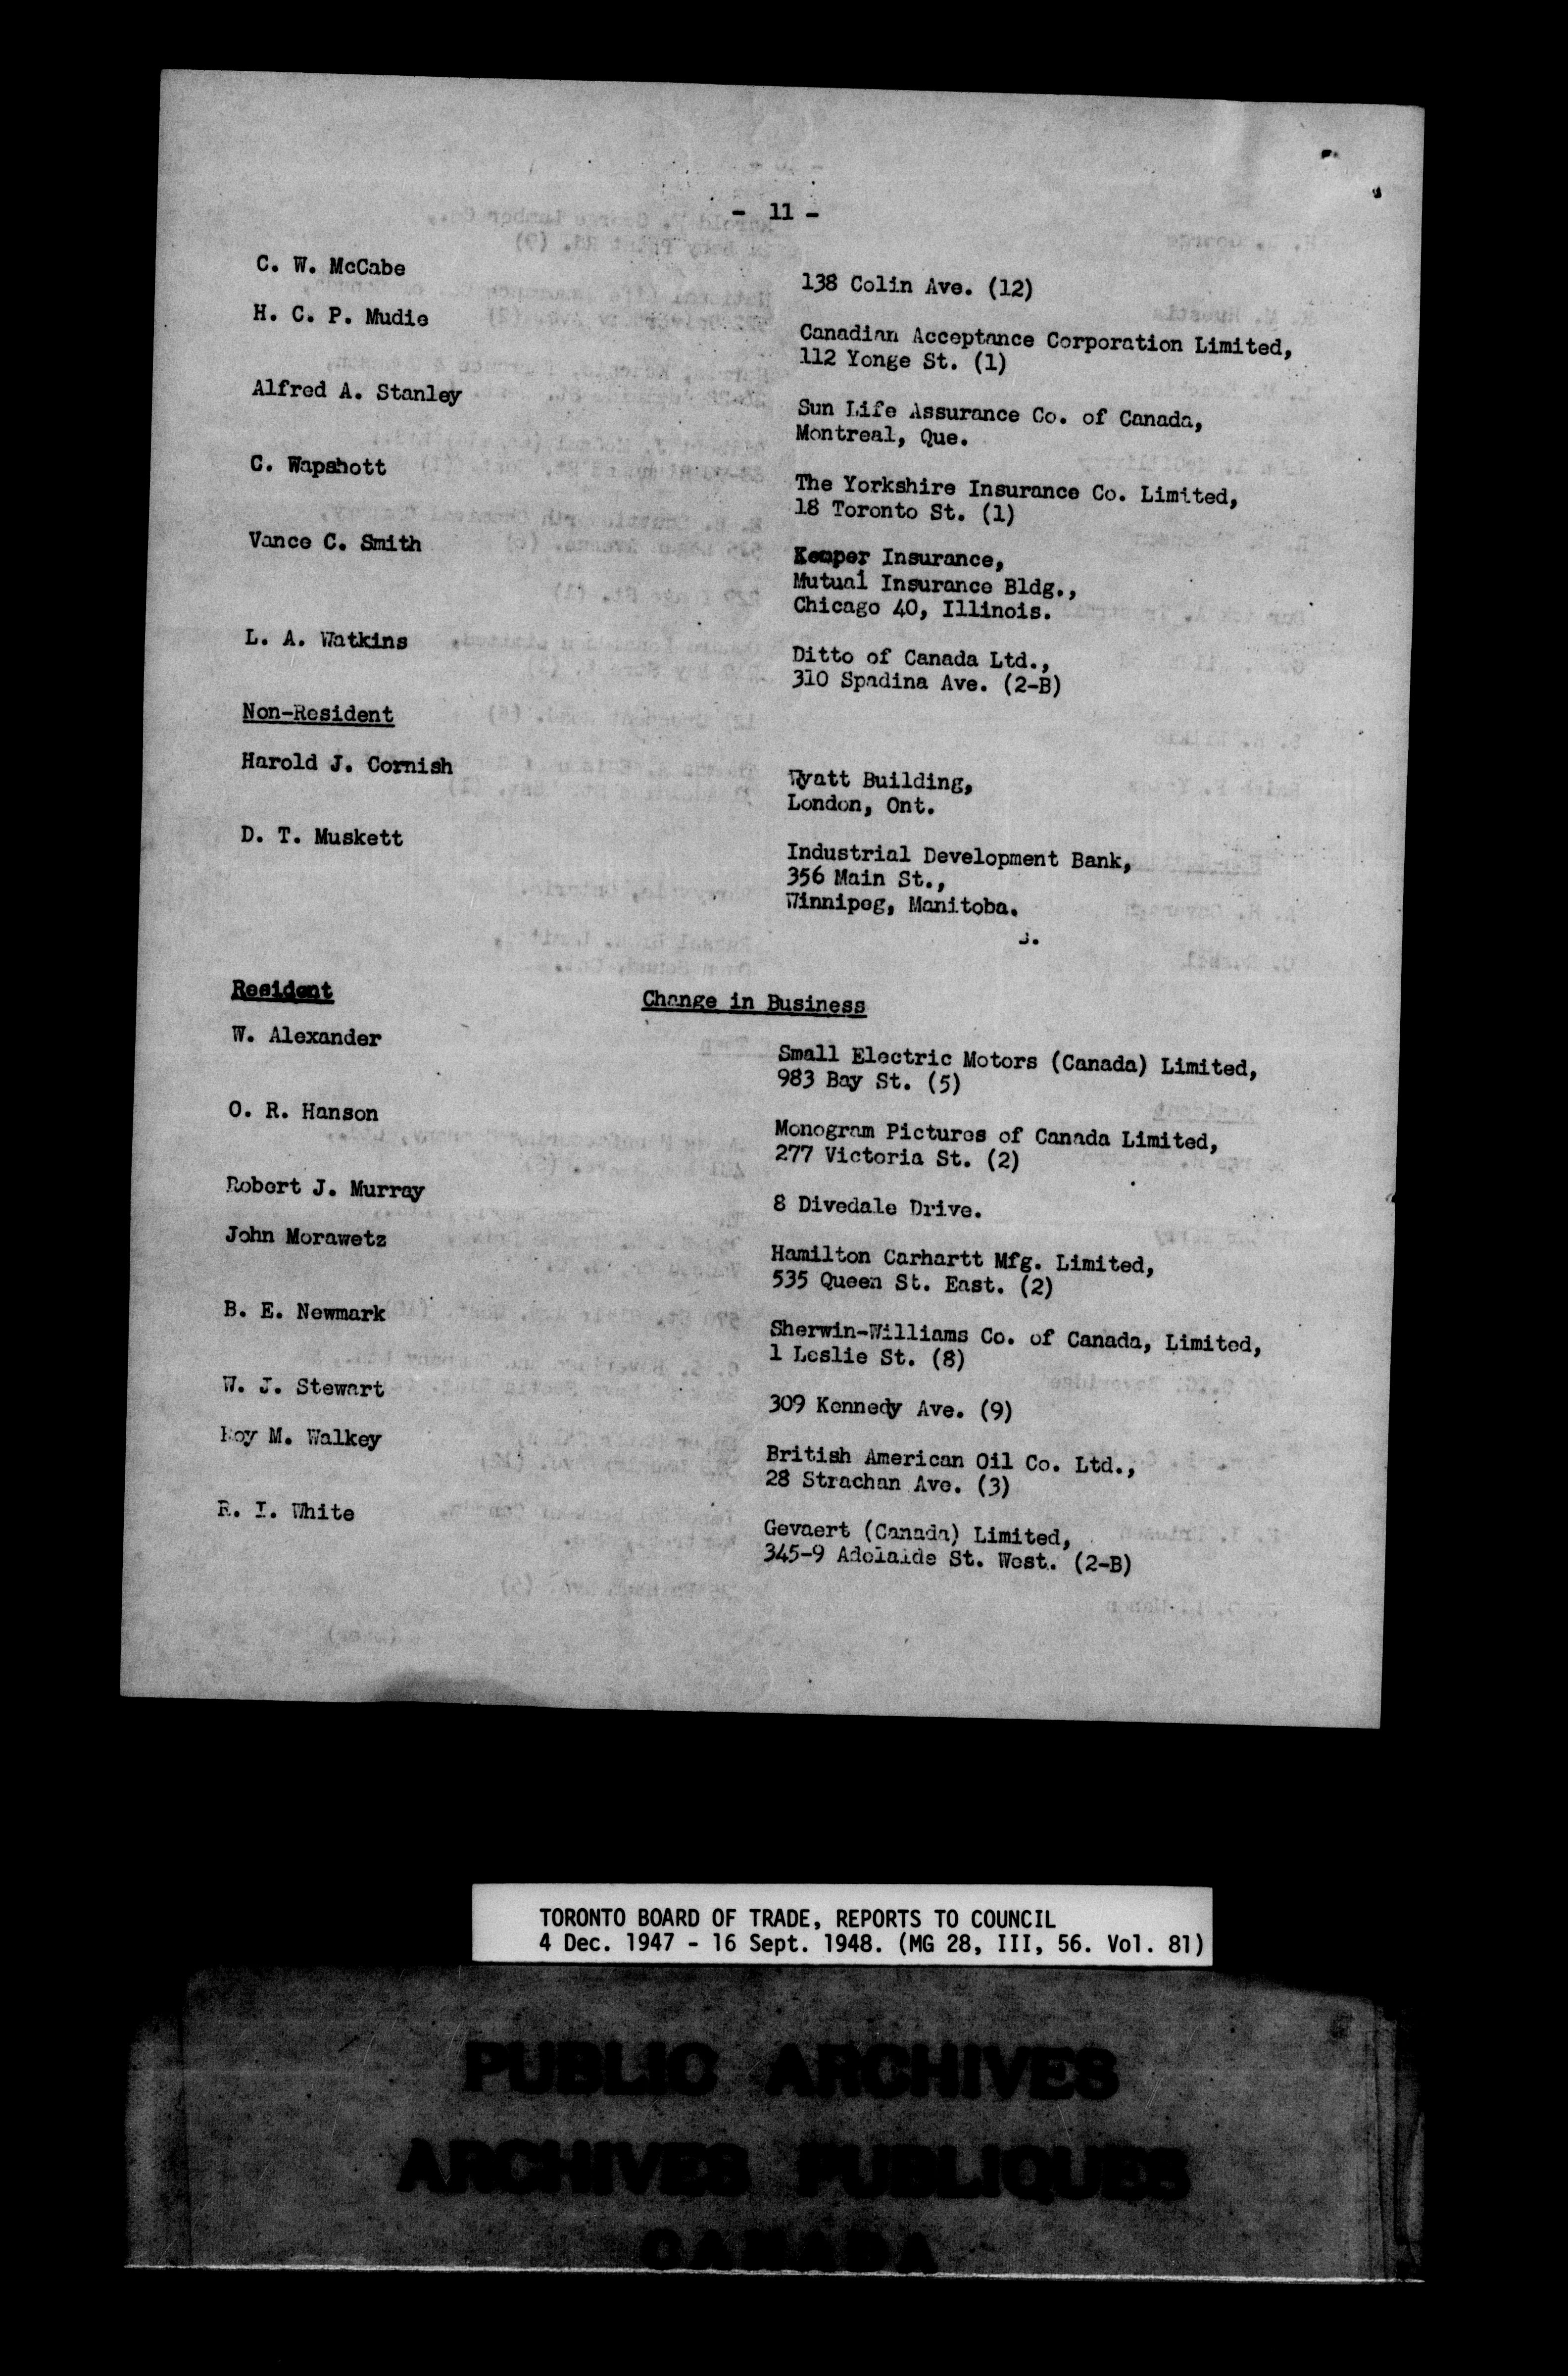 - 11 -
C. W. McCabe
138 Colin Ave. (12)
H. C. P. Mudie
Canadian Acceptance Corporation Limited,
112 Yonge St. (1)
Alfred A. Stanley
Sun Life Assurance Co. of Canada,
Montreal, Que.
C. Wapshott
The Yorkshire Insurance Co. Limited,
18 Toronto St. (1)
Vance C. Smith
Kemper Insurance,
Mutual Insurance Bldg.,
Chicago 40, Illinois.
L. A. Watkins
Ditto of Canada Ltd.,
310 Spadina Ave. (2-B)
Non-Resident
Harold J. Cornish
Wyatt Building,
London, Ont.
D. T. Muskett
Industrial Development Bank,
356 Main St.,
Winnipeg, Manitoba.
Resident
Change in Business
W. Alexander
Small Electric Motors (Canada) Limited,
983 Bay St. (5)
O. R. Hanson
Monogram Pictures of Canada Limited,
277 Victoria St. (2)
Robert J. Murray
8 Divedale Drive.
John Morawetz
Hamilton Carhartt Mfg. Limited,
535 Queen St. East. (2)
B. E. Newmark
Sherwin-Williams Co. of Canada, Limited,
1 Leslie St. (8)
W. J. Stewart
309 Kennedy Ave. (9)
Roy M. Walkey
British American Oil Co. Ltd.,
28 Strachan Ave. (3)
R. I. White
Gevaert (Canada) Limited,
345-9 Adelaide St. West. (2-B)
TORONTO BOARD OF TRADE, REPORTS TO COUNCIL
4 Dec. 1947 - 16 Sept. 1948. (MG 28, III, 56. Vol. 81)
PUBLIC ARCHIVES
ARCHIVES PUBLIQUES
CANADA